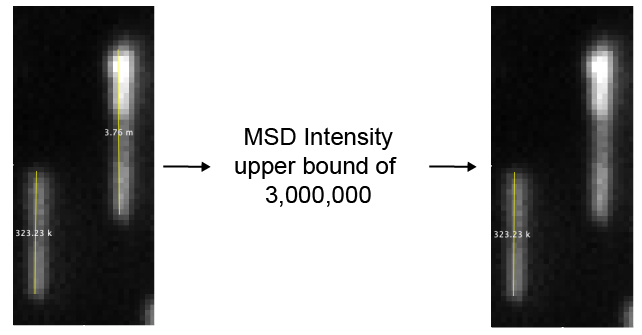 3.76 m
323.23 k
MSD Intensity
upper bound of
3,000,000
323.23 k